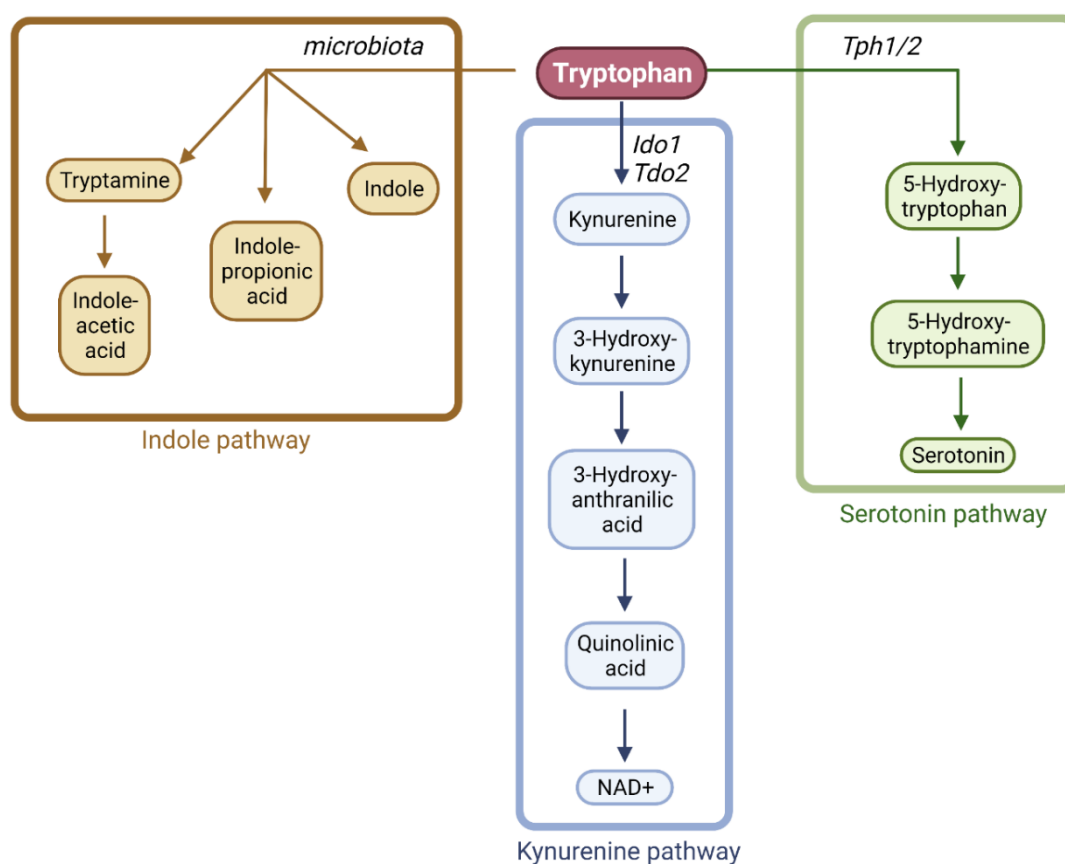 microbiota
Tryptophan
Tph1/2
Ido1
Tdo2
Tryptamine
Indole
Indole-
propionic
acid
Indole-
acetic
acid
Indole pathway
Kynurenine
3-Hydroxy-
kynurenine
3-Hydroxy-
anthranilic
acid
Quinolinic
acid
NAD+
Kynurenine pathway
5-Hydroxy-
tryptophan
5-Hydroxy-
tryptophamine
Serotonin
Serotonin pathway